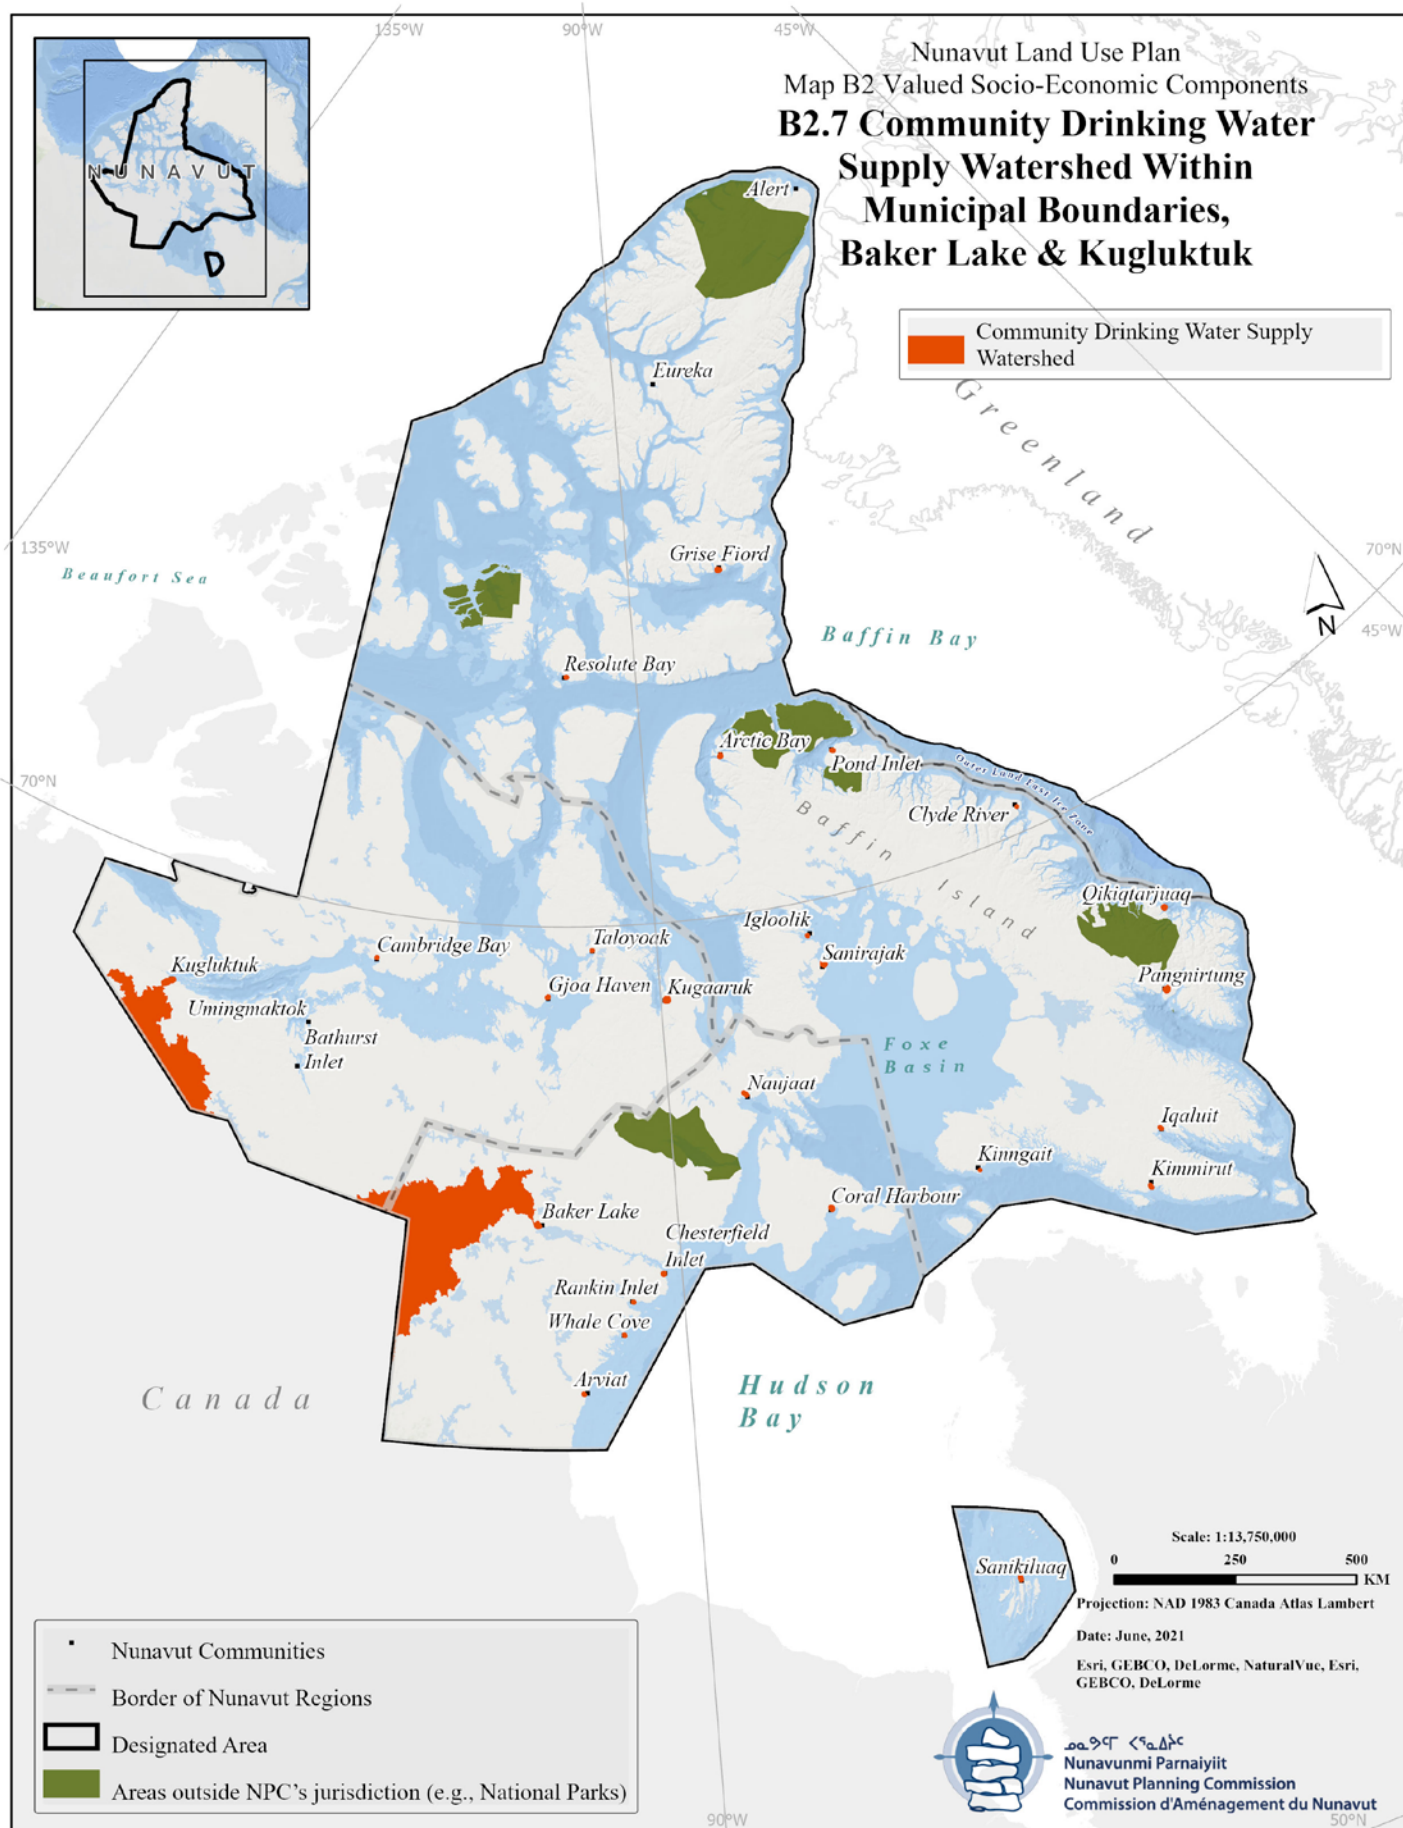 135°W
90°W
45°W
Nunavut Land Use Plan
Map B2 Valued Socio-Economic Components
B2.7 Community Drinking Water
Supply Watershed Within
Municipal Boundaries,
Baker Lake & Kugluktuk
NUNAVUT
Community Drinking Water Supply
Watershed
Alert
Eureka
Greenland
Grise Fiord
135°W
70°N
Beaufort Sea
N
45°W
Baffin Bay
Resolute Bay
Arctic Bay
Pond Inlet
Outer Land Fast Ice Zone
70°N
Clyde River
Baffin
Island
Qikiqtarjuaq
Igloolik
Cambridge Bay
Taloyoak
Sanirajak
Kugluktuk
Gjoa Haven
Kugaaruk
Pangnirtung
Umingmaktok
Bathurst
Inlet
Foxe
Basin
Naujaat
Iqaluit
Kinngait
Kimmirut
Coral Harbour
Baker Lake
Chesterfield
Inlet
Rankin Inlet
Whale Cove
Arviat
Canada
Hudson
Bay
Sanikiluaq
Scale: 1:13,750,000
0 250 500
KM
Projection: NAD 1983 Canada Atlas Lambert
Date: June, 2021
Esri, GEBCO, DeLorme, NaturalVue, Esri,
GEBCO, DeLorme
Nunavut Communities
Border of Nunavut Regions
Designated Area
Areas outside NPC's jurisdiction (e.g., National Parks)
ᓄᓇᕗᒻᒥ ᐸᕐᓇᐃᔨᑦ
Nunavunmi Parnaiyiit
Nunavut Planning Commission
Commission d'Aménagement du Nunavut
90°W
50°N